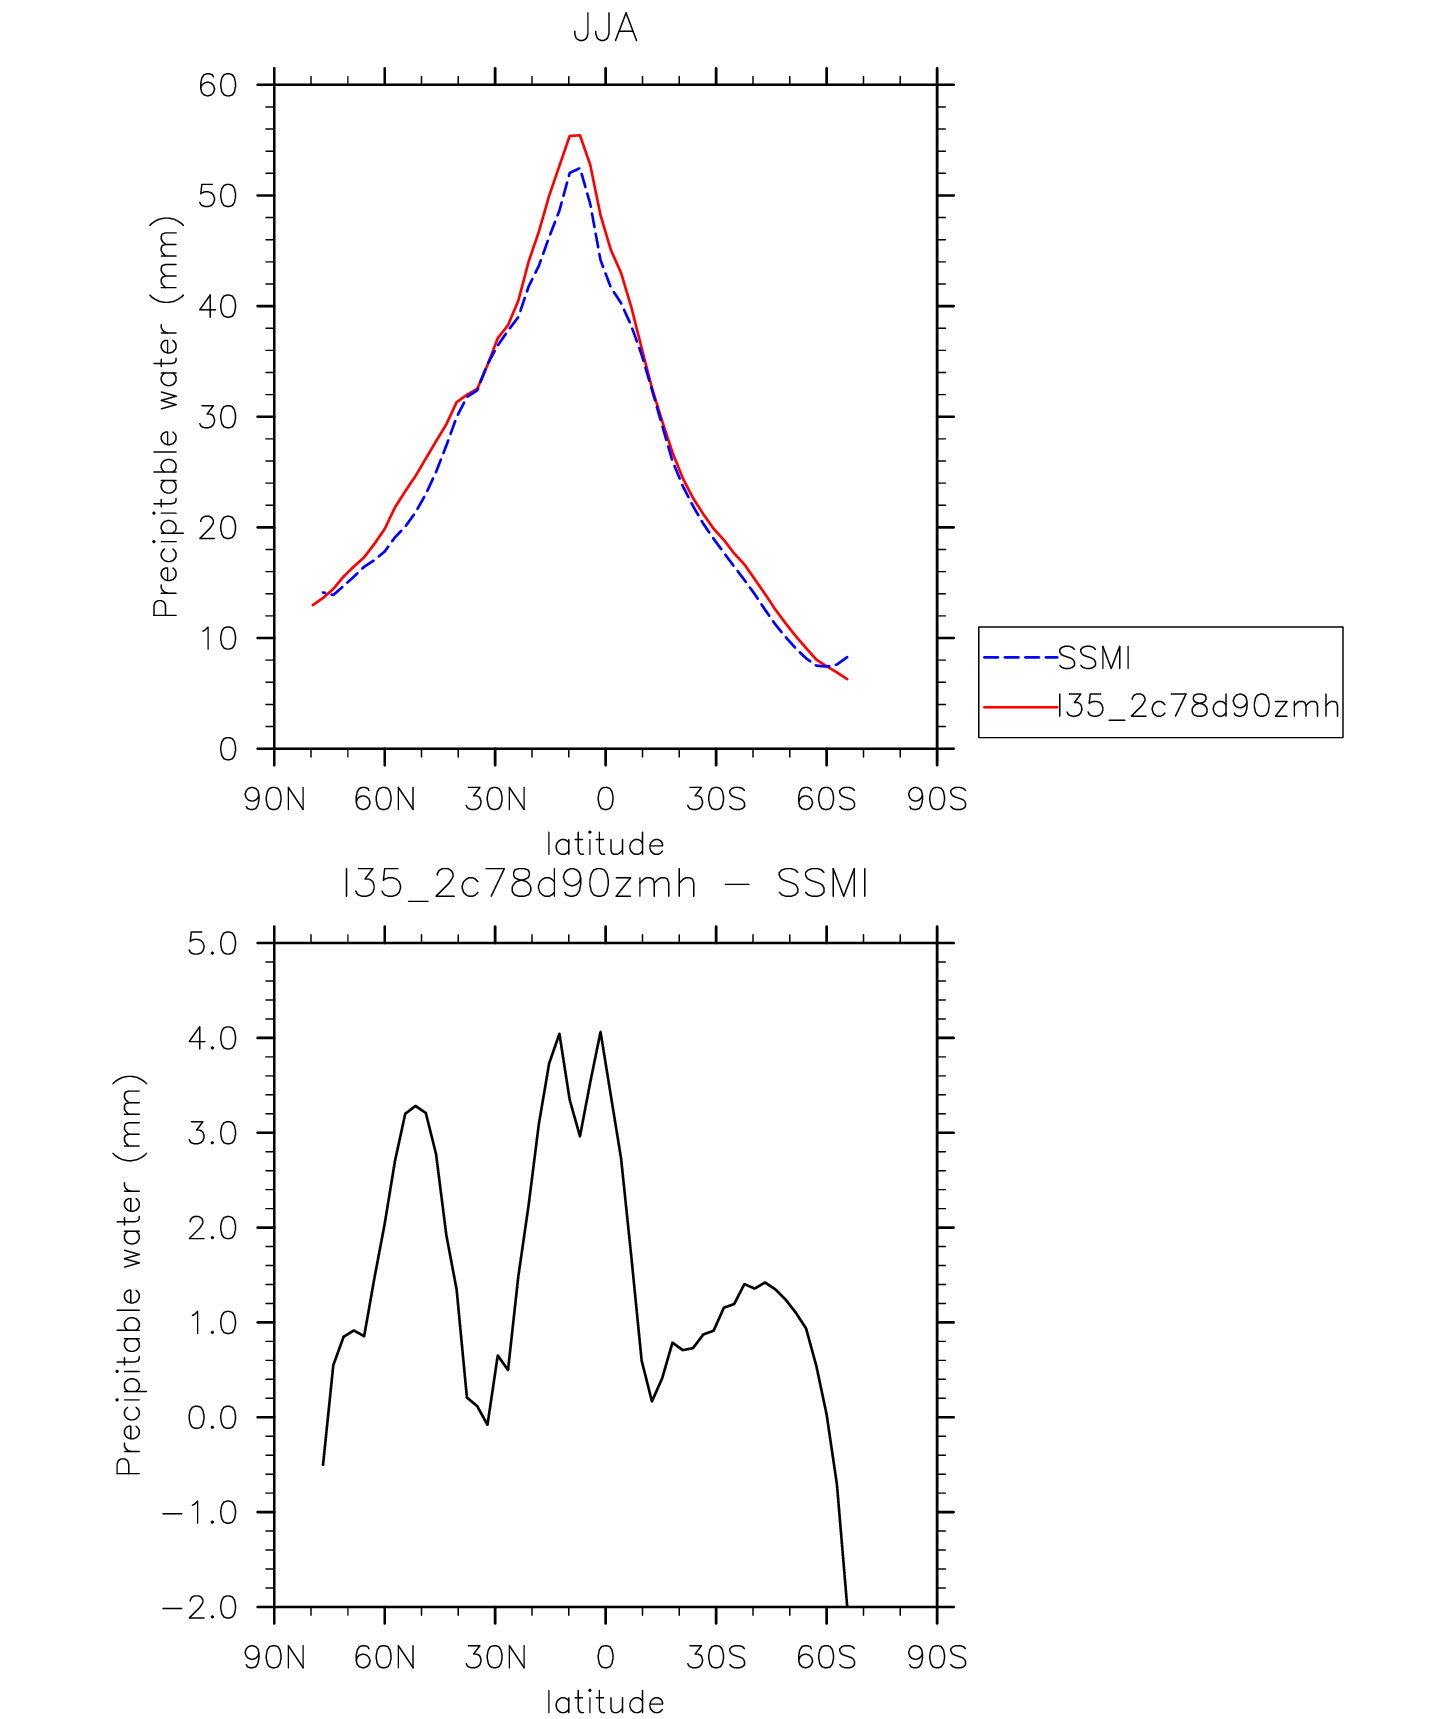 JJA
60
50
40
30
20
10
0
Precipitable water (mm)
90N 60N 30N 0 30S 60S 90S
latitude
SSMI
I35_2c78d90zmh
I35_2c78d90zmh - SSMI
5.0
4.0
3.0
2.0
1.0
0.0
-1.0
-2.0
Precipitable water (mm)
90N 60N 30N 0 30S 60S 90S
latitude